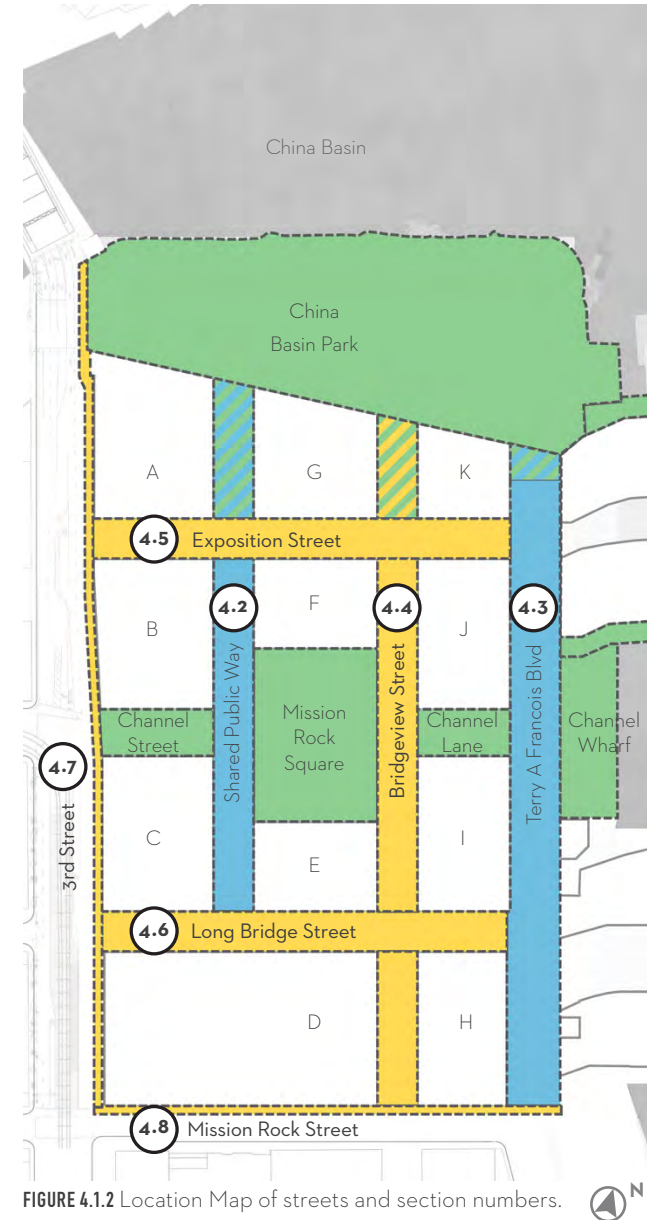 China Basin
China
Basin Park
A
G
K
4.5 Exposition Street
4.2
4.4
4.3
B
F
J
Shared Public Way
Bridgeview Street
Terry A Francois Blvd
Channel
Street
Mission
Rock
Square
Channel
Lane
Channel
Wharf
4.7
3rd Street
C
E
I
4.6 Long Bridge Street
D
H
4.8 Mission Rock Street
FIGURE 4.1.2 Location Map of streets and section numbers.
N